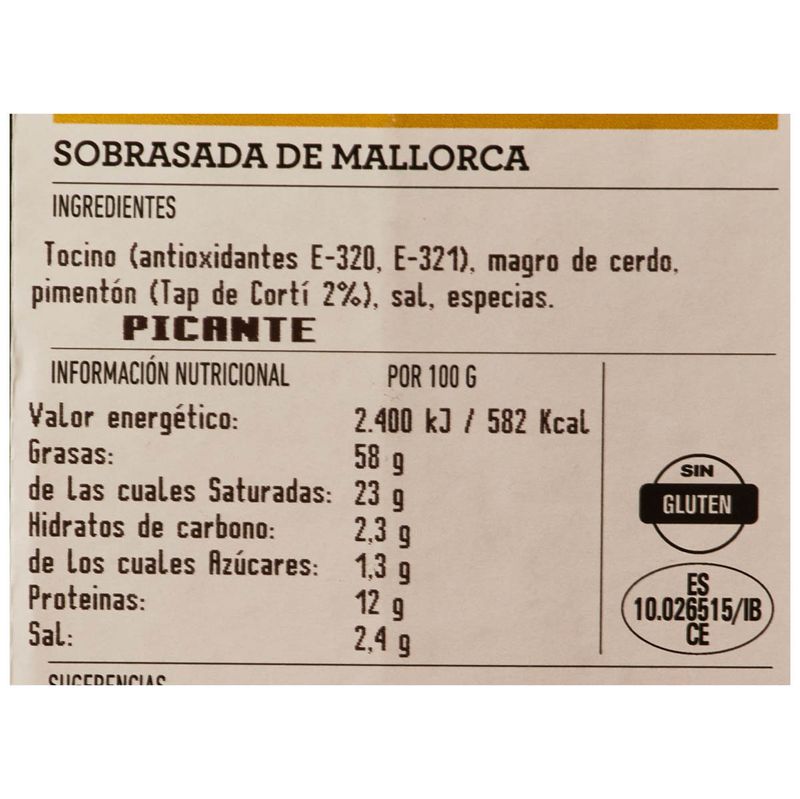 SOBRASADA DE MALLORCA
INGREDIENTES
Tocino (antioxidantes E-320, E-321), magro de cerdo,
pimentón (Tap de Cortí 2%), sal, especias.
PICANTE
INFORMACIÓN NUTRICIONAL POR 100 G
Valor energético: 2.400 kJ / 582 Kcal
Grasas: 58 g
de las cuales Saturadas: 23 g
Hidratos de carbono: 2,3 g
de los cuales Azúcares: 1,3 g
Proteinas: 12 g
Sal: 2,4 g
SIN
GLUTEN
ES
10.026515/IB
CE
SUGERENCIAS